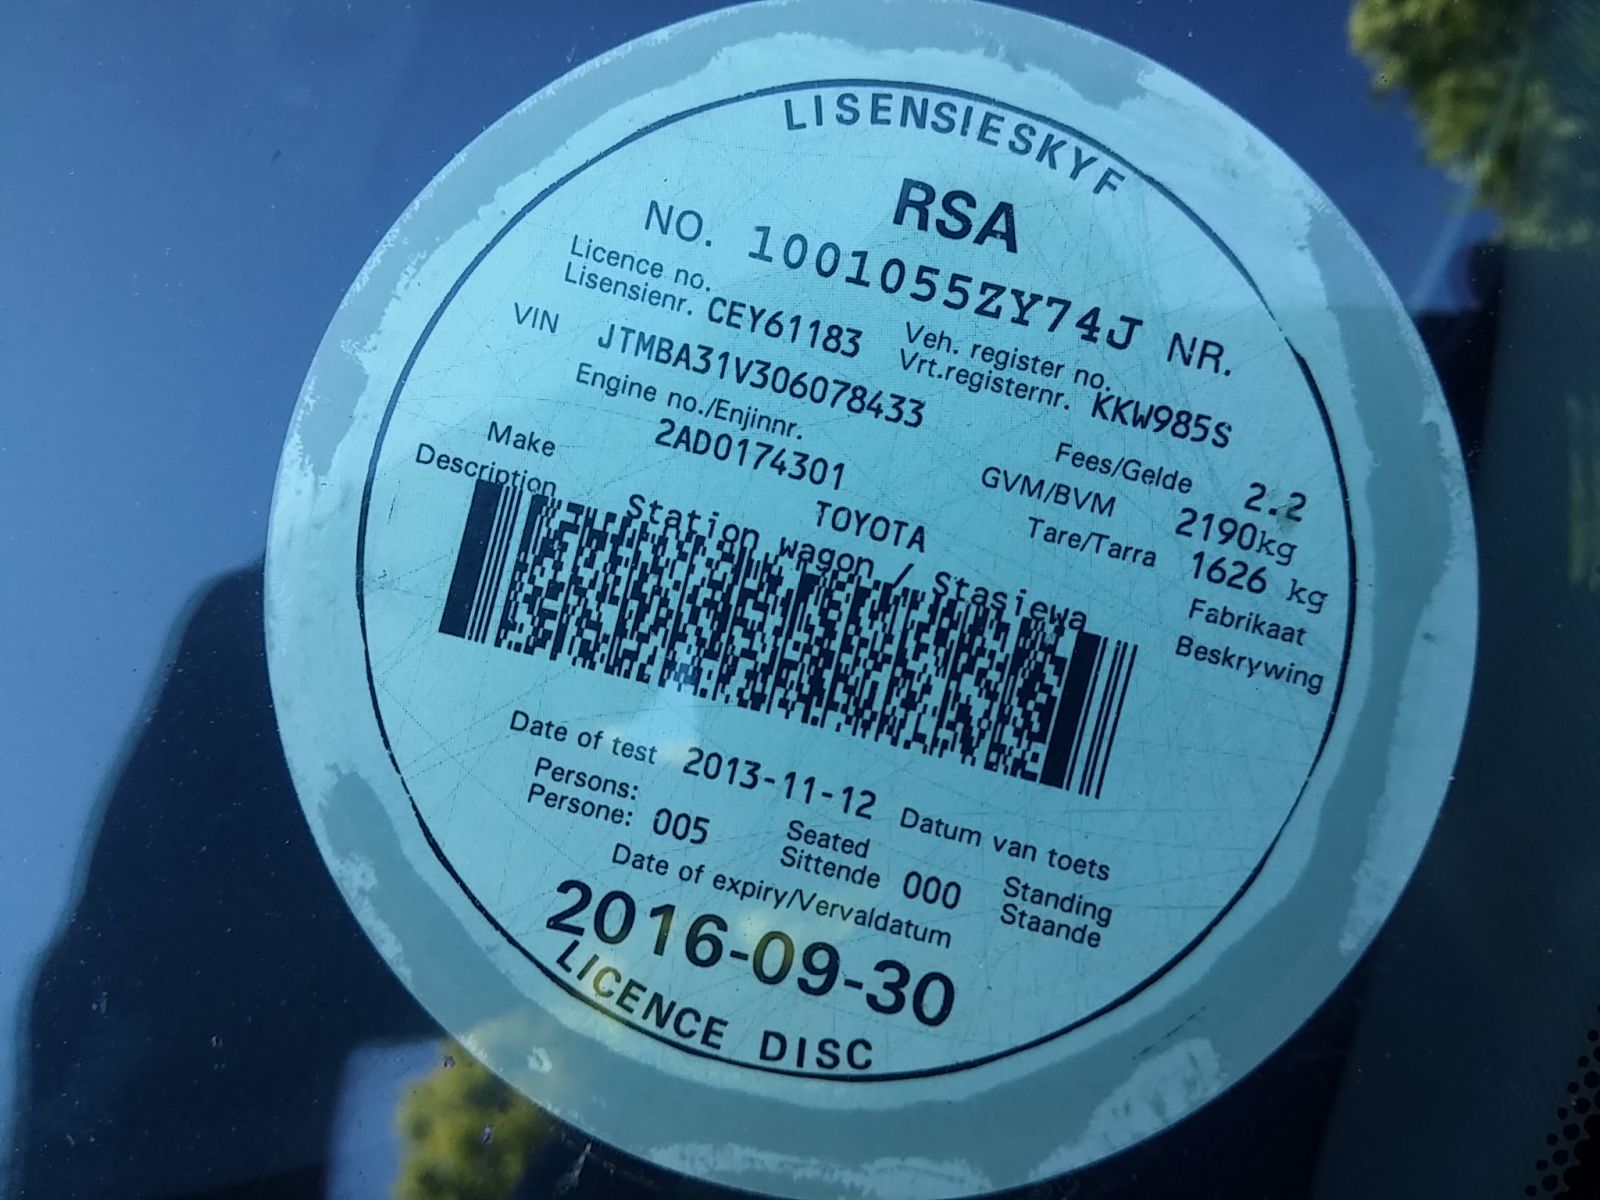 LISENSIESKYF
RSA
NO. 1001055ZY74J NR.
Licence no.
Lisensienr. CEY61183
Veh. register no.
Vrt.registernr. KKW985S
VIN JTMBA31V306078433
Engine no./Enjinnr.
2AD0174301
Fees/Gelde 2.2
GVM/BVM 2190kg
Tare/Tarra 1626 kg
Make TOYOTA Fabrikaat
Description Station wagon / Stasiewa Beskrywing
Date of test 2013-11-12 Datum van toets
Persons:
Persone: 005
Seated
Sittende 000
Standing
Staande
Date of expiry/Vervaldatum
2016-09-30
LICENCE DISC